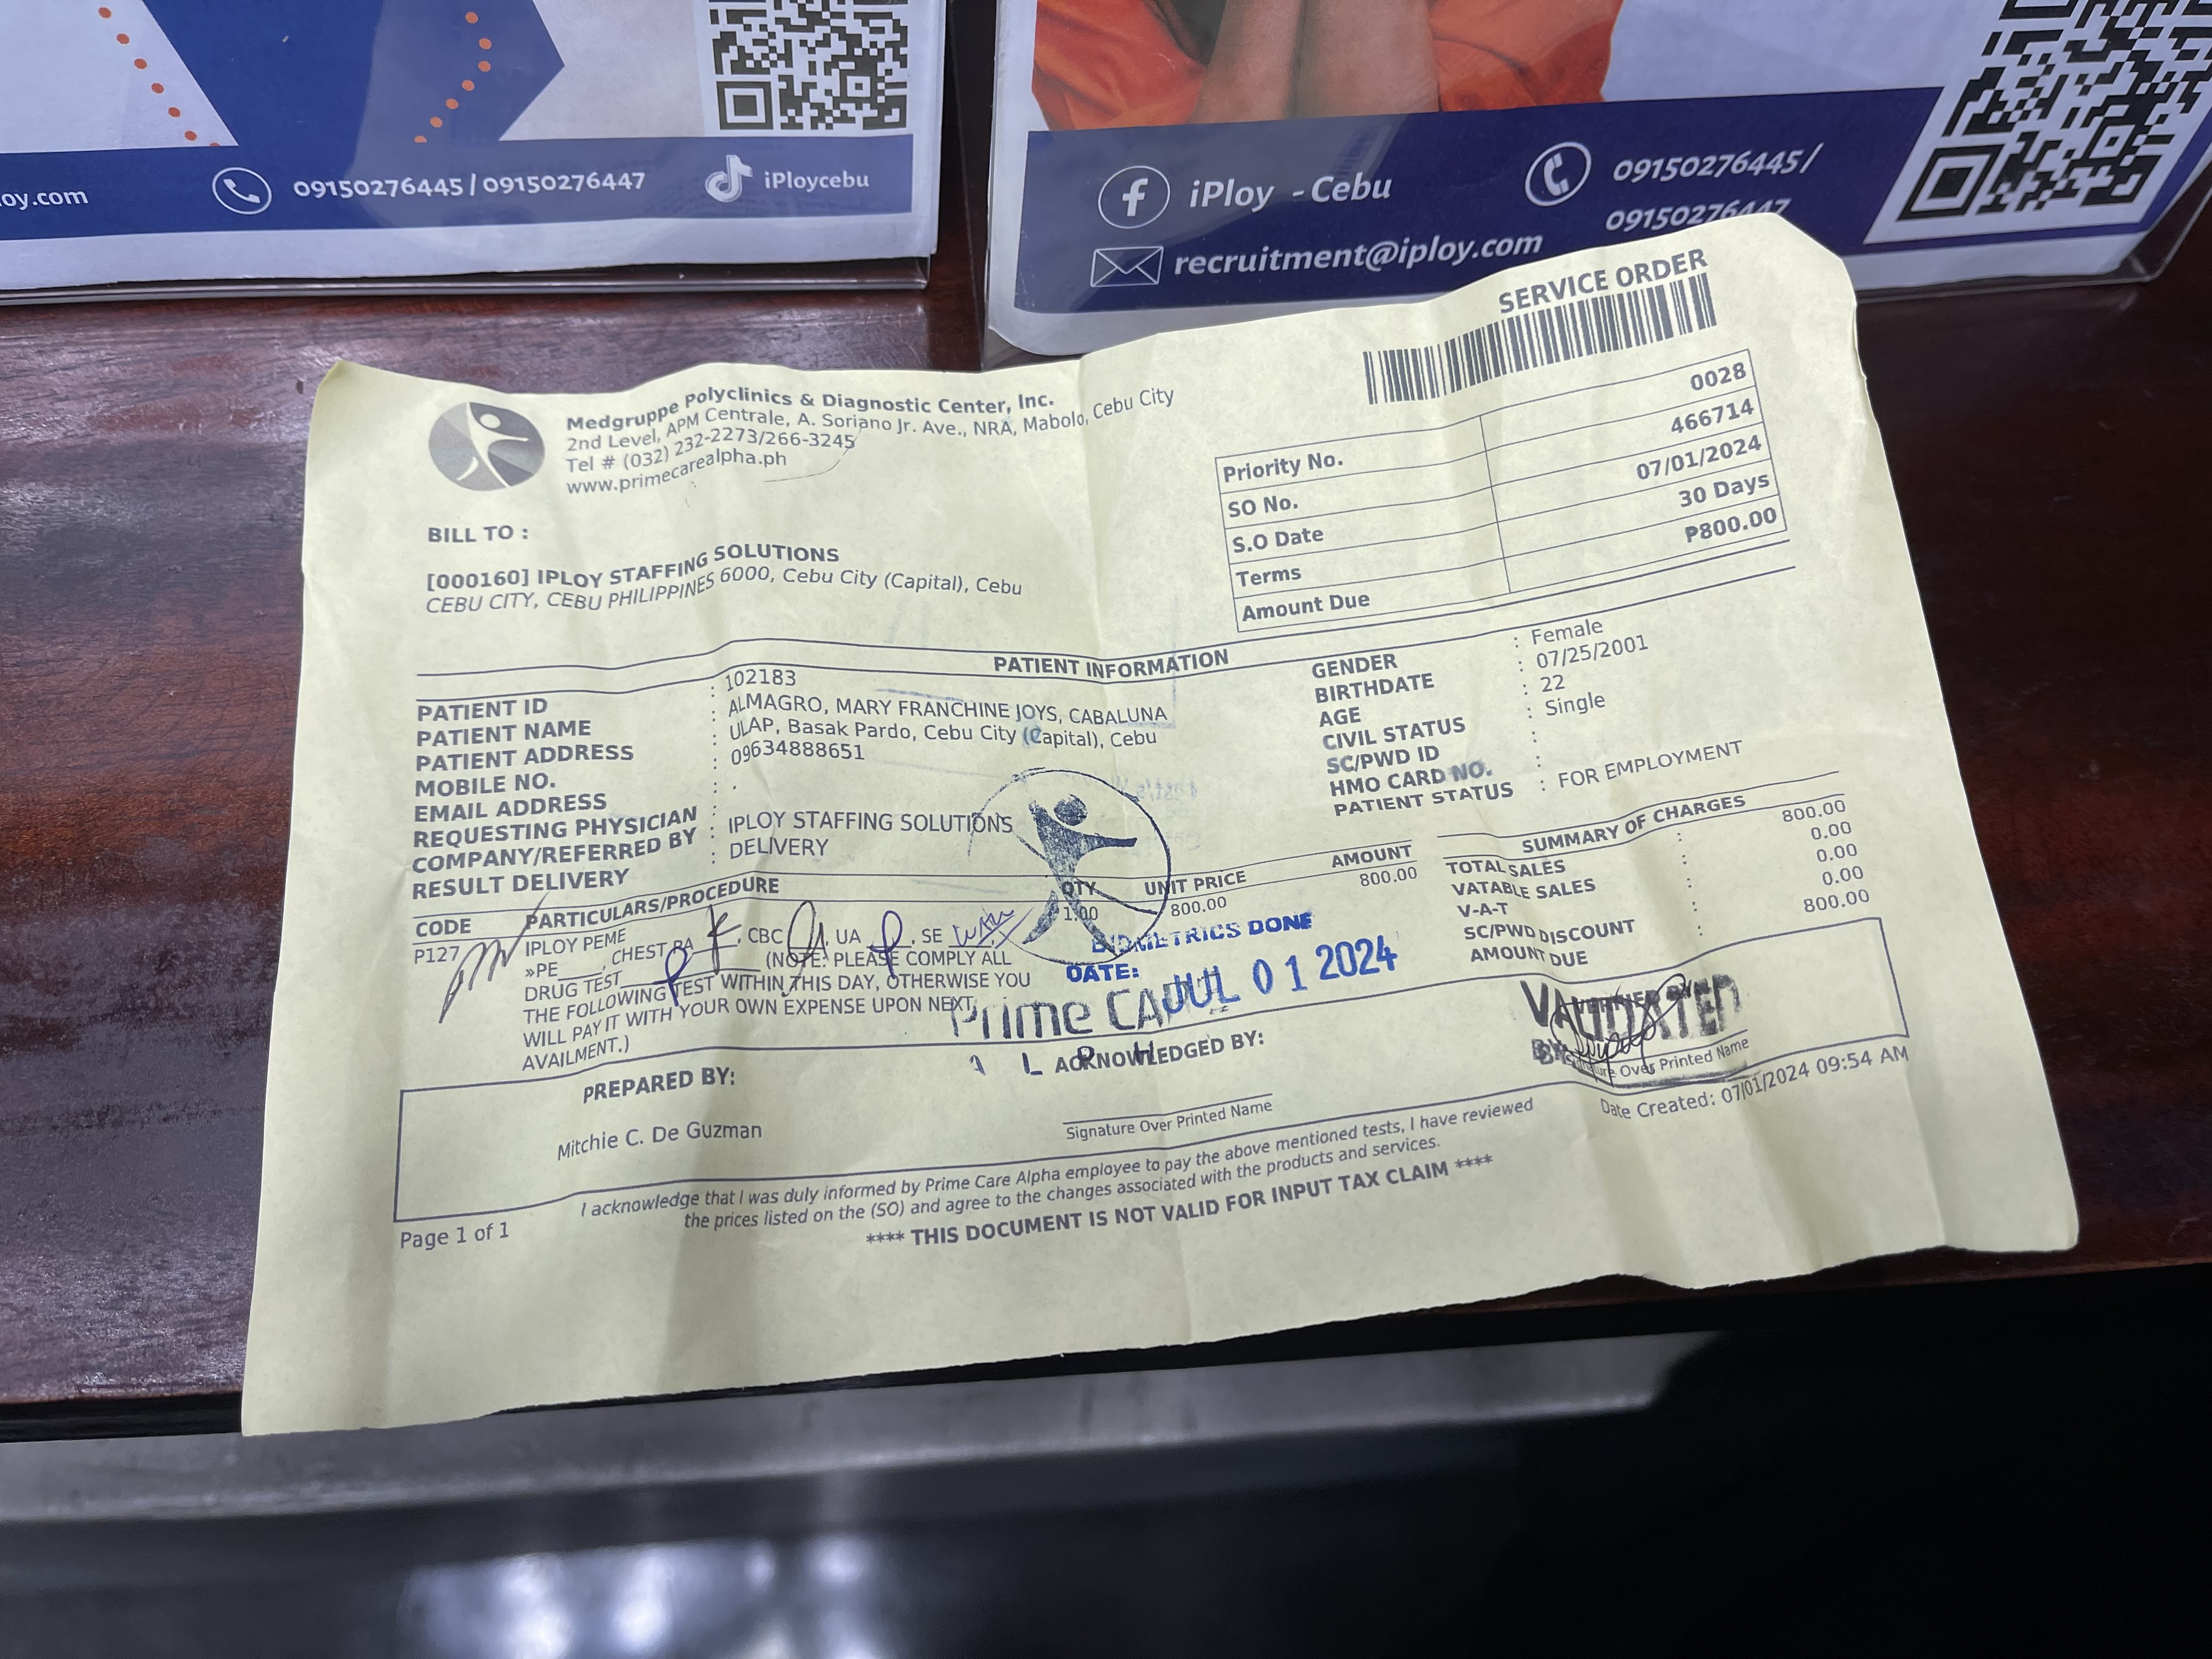 oy.com
09150276445 / 09150276447
iPloycebu
iPloy - Cebu
09150276445/
09150276447
recruitment@iploy.com
SERVICE ORDER
Medgruppe Polyclinics & Diagnostic Center, Inc.
2nd Level, APM Centrale, A. Soriano Jr. Ave., NRA, Mabolo, Cebu City
Tel # (032) 232-2273/266-3245
www.primecarealpha.ph
Priority No. 0028
SO No. 466714
S.O Date 07/01/2024
Terms 30 Days
Amount Due ₱800.00
BILL TO :
[000160] IPLOY STAFFING SOLUTIONS
CEBU CITY, CEBU PHILIPPINES 6000, Cebu City (Capital), Cebu
PATIENT INFORMATION
PATIENT ID : 102183
PATIENT NAME : ALMAGRO, MARY FRANCHINE JOYS, CABALUNA
PATIENT ADDRESS : ULAP, Basak Pardo, Cebu City (Capital), Cebu
MOBILE NO. : 09634888651
EMAIL ADDRESS : .
REQUESTING PHYSICIAN :
COMPANY/REFERRED BY : IPLOY STAFFING SOLUTIONS
RESULT DELIVERY : DELIVERY
GENDER : Female
BIRTHDATE : 07/25/2001
AGE : 22
CIVIL STATUS : Single
SC/PWD ID :
HMO CARD NO. :
PATIENT STATUS : FOR EMPLOYMENT
CODE PARTICULARS/PROCEDURE QTY UNIT PRICE AMOUNT
P127 IPLOY PEME 1.00 800.00 800.00
»PE____, CHEST PA____, CBC____, UA____, SE____,
DRUG TEST____ (NOTE: PLEASE COMPLY ALL
THE FOLLOWING TEST WITHIN THIS DAY, OTHERWISE YOU
WILL PAY IT WITH YOUR OWN EXPENSE UPON NEXT
AVAILMENT.)
SUMMARY OF CHARGES
TOTAL SALES : 800.00
VATABLE SALES : 0.00
V-A-T : 0.00
SC/PWD DISCOUNT : 0.00
AMOUNT DUE : 800.00
BIOMETRICS DONE
DATE: JUL 01 2024
Prime CA
VALIDATED
BY:
Signature Over Printed Name
PREPARED BY:
Mitchie C. De Guzman
ACKNOWLEDGED BY:
Signature Over Printed Name
Date Created: 07/01/2024 09:54 AM
I acknowledge that I was duly informed by Prime Care Alpha employee to pay the above mentioned tests, I have reviewed
the prices listed on the (SO) and agree to the changes associated with the products and services.
**** THIS DOCUMENT IS NOT VALID FOR INPUT TAX CLAIM ****
Page 1 of 1